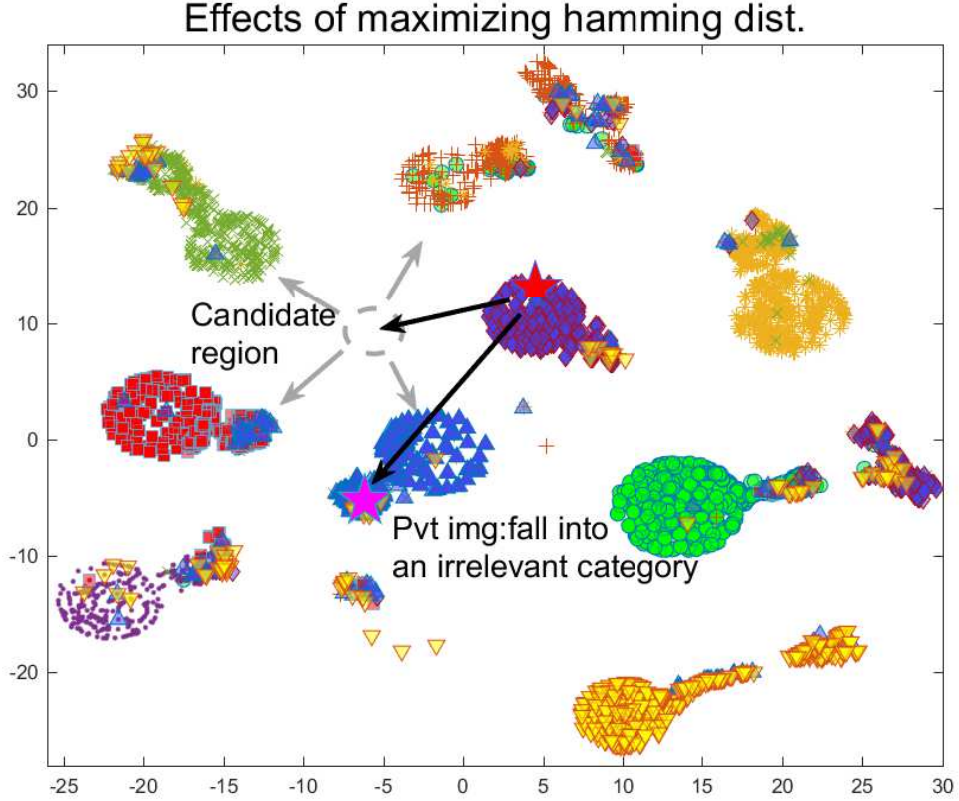 Effects of maximizing hamming dist.
30
20
10
0
-10
-20
Candidate
region
Pvt img:fall into
an irrelevant category
-25 -20 -15 -10 -5 0 5 10 15 20 25 30